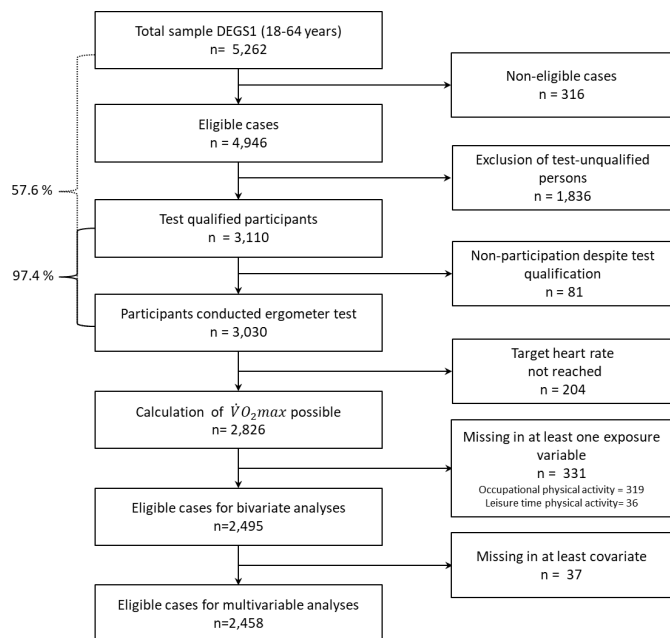 Total sample DEGS1 (18-64 years)
n= 5,262
Non-eligible cases
n = 316
Eligible cases
n = 4,946
Exclusion of test-unqualified
persons
n = 1,836
57.6 %
Test qualified participants
n = 3,110
Non-participation despite test
qualification
n = 81
97.4 %
Participants conducted ergometer test
n = 3,030
Target heart rate
not reached
n = 204
Calculation of V̇O₂max possible
n= 2,826
Missing in at least one exposure
variable
n = 331
Occupational physical activity = 319
Leisure time physical activity= 36
Eligible cases for bivariate analyses
n=2,495
Missing in at least covariate
n = 37
Eligible cases for multivariable analyses
n=2,458